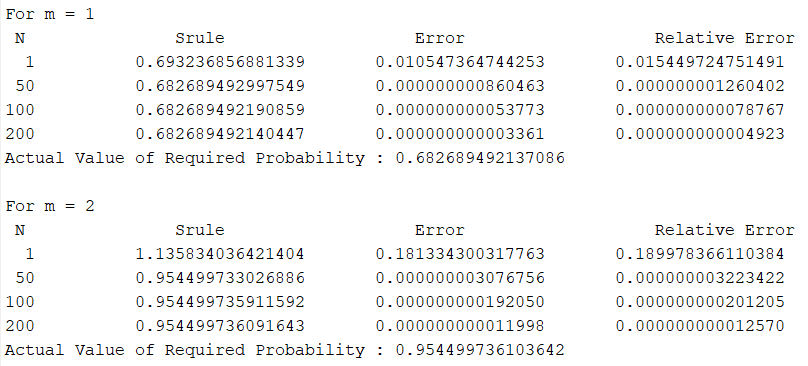 For m = 1
N Srule Error Relative Error
1 0.693236856881339 0.010547364744253 0.015449724751491
50 0.682689492997549 0.000000000860463 0.000000001260402
100 0.682689492190859 0.000000000053773 0.000000000078767
200 0.682689492140447 0.000000000003361 0.000000000004923
Actual Value of Required Probability : 0.682689492137086
For m = 2
N Srule Error Relative Error
1 1.135834036421404 0.181334300317763 0.189978366110384
50 0.954499733026886 0.000000003076756 0.000000003223422
100 0.954499735911592 0.000000000192050 0.000000000201205
200 0.954499736091643 0.000000000011998 0.000000000012570
Actual Value of Required Probability : 0.954499736103642